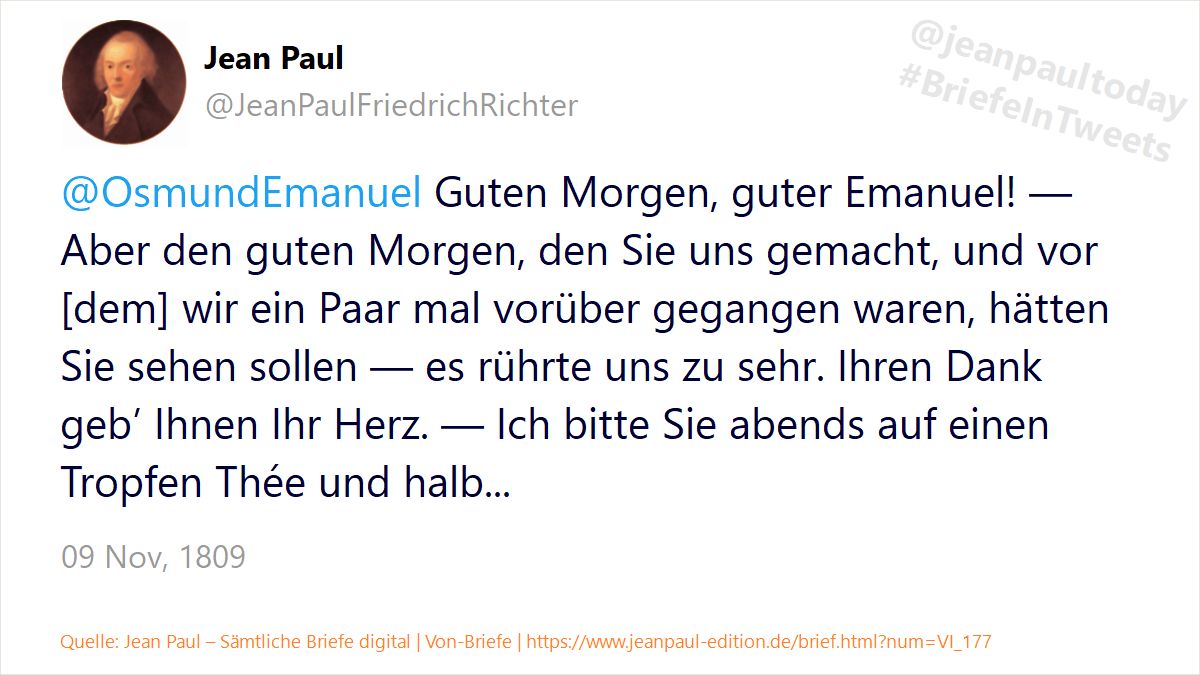 Jean Paul
@JeanPaulFriedrichRichter
@jeanpaultoday
#BriefeInTweets
@OsmundEmanuel Guten Morgen, guter Emanuel! —
Aber den guten Morgen, den Sie uns gemacht, und vor
[dem] wir ein Paar mal vorüber gegangen waren, hätten
Sie sehen sollen — es rührte uns zu sehr. Ihren Dank
geb’ Ihnen Ihr Herz. — Ich bitte Sie abends auf einen
Tropfen Thée und halb...
09 Nov, 1809
Quelle: Jean Paul – Sämtliche Briefe digital | Von-Briefe | https://www.jeanpaul-edition.de/brief.html?num=VI_177